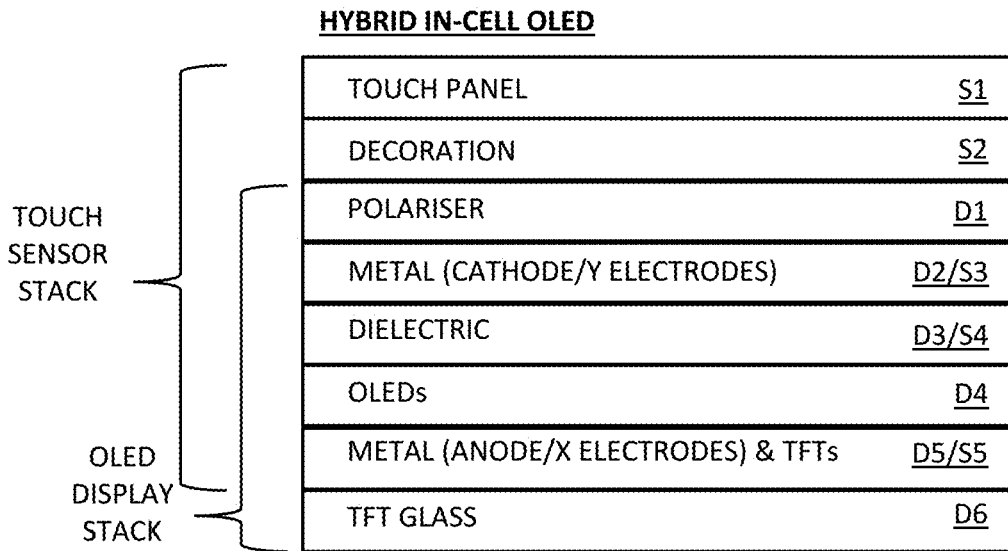 HYBRID IN-CELL OLED
TOUCH PANEL S1
DECORATION S2
POLARISER D1
METAL (CATHODE/Y ELECTRODES) D2/S3
DIELECTRIC D3/S4
OLEDs D4
METAL (ANODE/X ELECTRODES) & TFTs D5/S5
TFT GLASS D6
TOUCH
SENSOR
STACK
OLED
DISPLAY
STACK